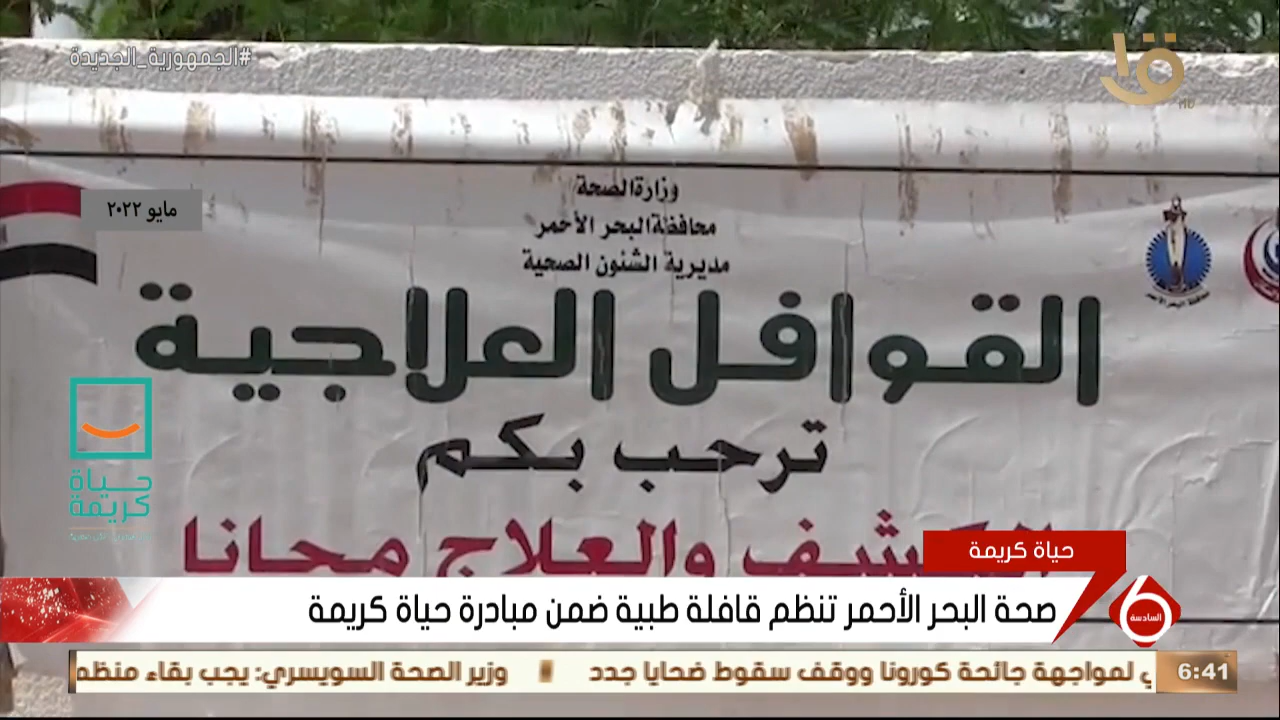 #الجمهورية_الجديدة
وزارة الصحة
محافظة البحر الأحمر
مديرية الشئون الصحية
مايو ٢٠٢٢
القوافل العلاجية
ترحب بكم
الكشف والعلاج مجانا
حياة
كريمة
حياة كريمة
السادسة
صحة البحر الأحمر تنظم قافلة طبية ضمن مبادرة حياة كريمة
6:41
لمواجهة جائحة كورونا ووقف سقوط ضحايا جدد
وزير الصحة السويسري: يجب بقاء